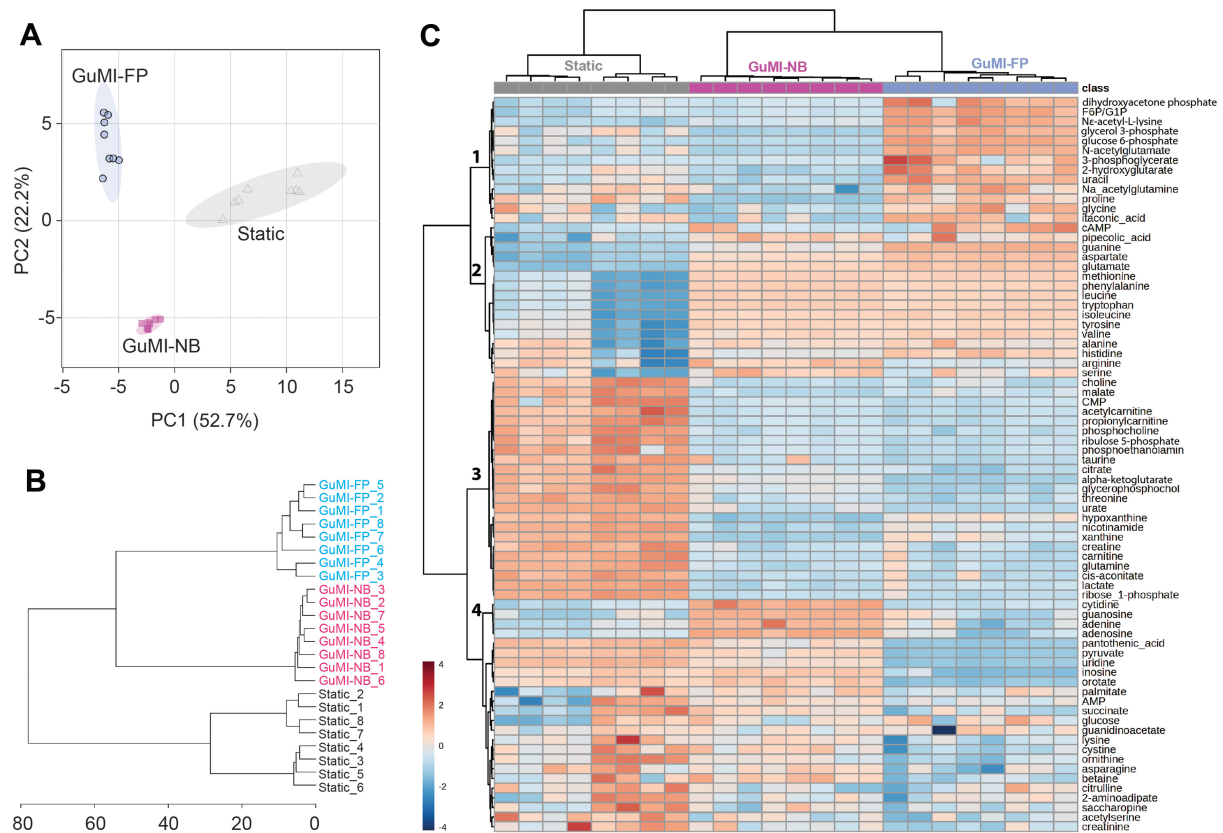 A
GuMI-FP
5
0
-5
PC2 (22.2%)
Static
GuMI-NB
-5
-5
0
5
10
15
PC1 (52.7%)
B
GuMI-FP_5
GuMI-FP_2
GuMI-FP_1
GuMI-FP_8
GuMI-FP_7
GuMI-FP_6
GuMI-FP_4
GuMI-FP_3
GuMI-NB_3
GuMI-NB_2
GuMI-NB_7
GuMI-NB_5
GuMI-NB_4
GuMI-NB_8
GuMI-NB_1
GuMI-NB_6
Static_2
Static_1
Static_8
Static_7
Static_4
Static_3
Static_5
Static_6
80
60
40
20
0
C
Static
GuMI-NB
GuMI-FP
class
1
2
3
4
dihydroxyacetone phosphate
F6P/G1P
Nε-acetyl-L-lysine
glycerol 3-phosphate
glucose 6-phosphate
N-acetylglutamate
3-phosphoglycerate
2-hydroxyglutarate
uracil
Na_acetylglutamine
proline
glycine
itaconic_acid
cAMP
pipecolic_acid
guanine
aspartate
glutamate
methionine
phenylalanine
leucine
tryptophan
isoleucine
tyrosine
valine
alanine
histidine
arginine
serine
choline
malate
CMP
acetylcarnitine
propionylcarnitine
phosphocholine
ribulose 5-phosphate
phosphoethanolamin
taurine
citrate
alpha-ketoglutarate
glycerophosphochol
threonine
urate
hypoxanthine
nicotinamide
xanthine
creatine
carnitine
glutamine
cis-aconitate
lactate
ribose_1-phosphate
cytidine
guanosine
adenine
adenosine
pantothenic_acid
pyruvate
uridine
inosine
orotate
palmitate
AMP
succinate
glucose
guanidinoacetate
lysine
cystine
ornithine
asparagine
betaine
citrulline
2-aminoadipate
saccharopine
acetylserine
creatinine
4
2
0
-2
-4